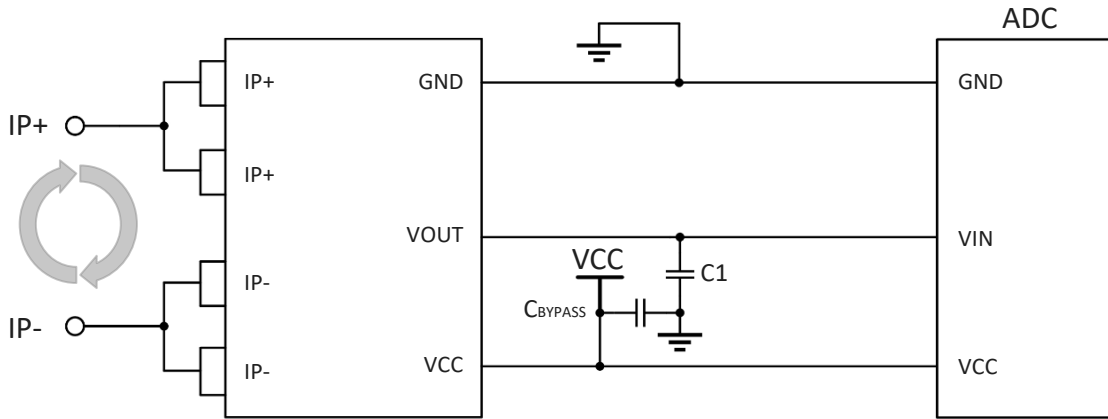 ADC
IP+
IP+
IP+
IP-
IP-
IP-
GND
VOUT
VCC
VCC
CBYPASS
C1
GND
VIN
VCC